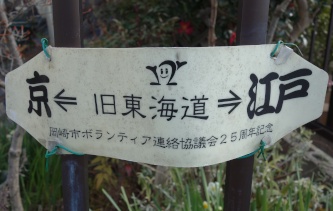 京⇐ 旧東海道 ⇒江戸
岡崎市ボランティア連絡協議会25周年記念